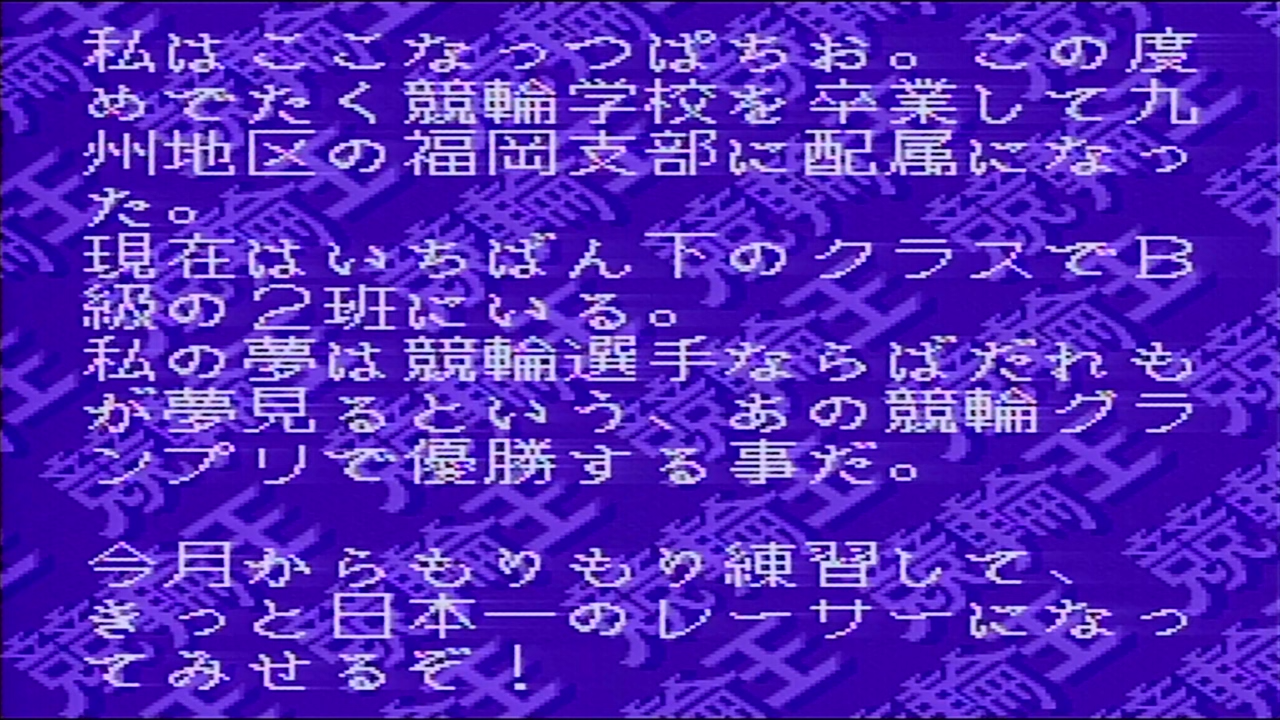 私はここなっつぱちお。この度
めでたく競輪学校を卒業して九
州地区の福岡支部に配属になっ
た。
現在はいちばん下のクラスでB
級の2班にいる。
私の夢は競輪選手ならばだれも
が夢見るという、あの競輪グラ
ンプリで優勝する事だ。
今月からもりもり練習して、
きっと日本一のレーサーになっ
てみせるぞ!